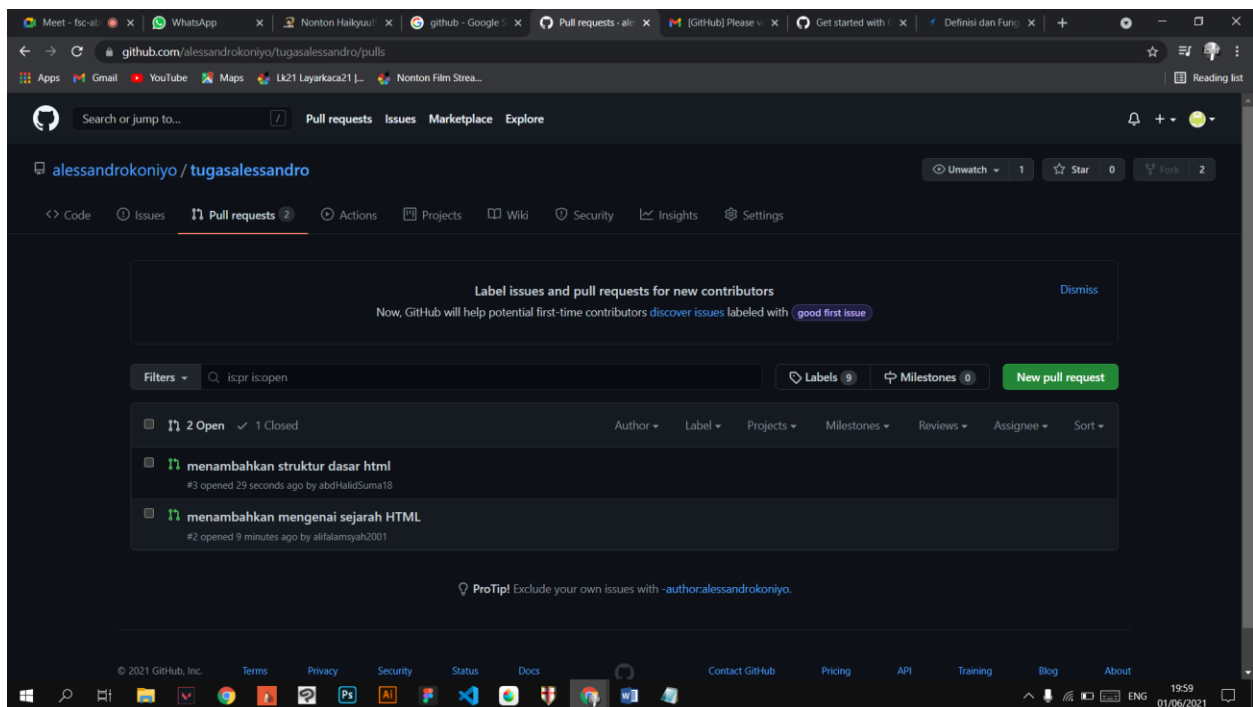 Meet - fsc-ab
WhatsApp
Nonton Haikyuu!!
github - Google S
Pull requests · ale
[GitHub] Please v
Get started with
Definisi dan Fung
github.com/alessandrokoniyo/tugasalessandro/pulls
Apps Gmail YouTube Maps Lk21 Layarkaca21 |... Nonton Film Strea... Reading list
Search or jump to... / Pull requests Issues Marketplace Explore
alessandrokoniyo / tugasalessandro Unwatch 1 Star 0 Fork 2
Code Issues Pull requests 2 Actions Projects Wiki Security Insights Settings
Label issues and pull requests for new contributors Dismiss
Now, GitHub will help potential first-time contributors discover issues labeled with good first issue
Filters is:pr is:open Labels 9 Milestones 0 New pull request
2 Open 1 Closed Author Label Projects Milestones Reviews Assignee Sort
menambahkan struktur dasar html
#3 opened 29 seconds ago by abdHalidSuma18
menambahkan mengenai sejarah HTML
#2 opened 9 minutes ago by alifalamsyah2001
ProTip! Exclude your own issues with -author:alessandrokoniyo.
© 2021 GitHub, Inc. Terms Privacy Security Status Docs Contact GitHub Pricing API Training Blog About
Ps Ai ENG 19:59
01/06/2021